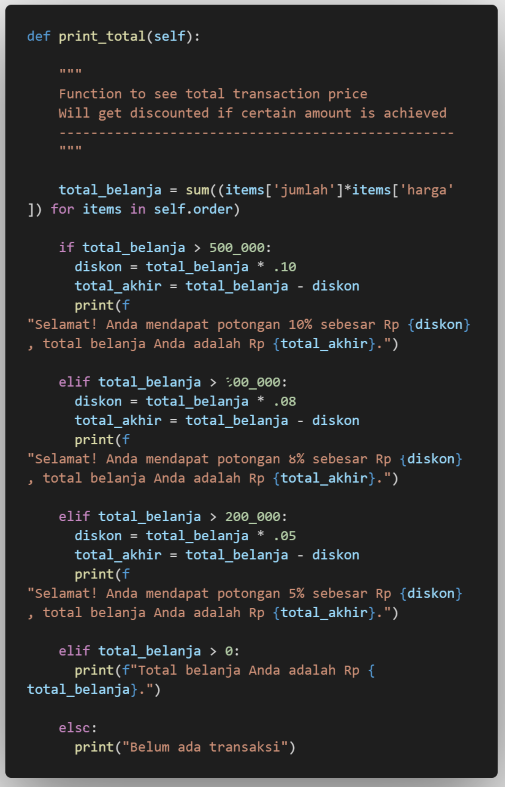 def print_total(self):
"""
Function to see total transaction price
Will get discounted if certain amount is achieved
--------------------------------------------------
"""
total_belanja = sum((items['jumlah']*items['harga'
]) for items in self.order)
if total_belanja > 500_000:
diskon = total_belanja * .10
total_akhir = total_belanja - diskon
print(f
"Selamat! Anda mendapat potongan 10% sebesar Rp {diskon}
, total belanja Anda adalah Rp {total_akhir}.")
elif total_belanja >
diskon = total_belanja * .08
total_akhir = total_belanja - diskon
print(f
"Selamat! Anda mendapat potongan 8% sebesar Rp {diskon}
, total belanja Anda adalah Rp {total_akhir}.")
elif total_belanja > 200_000:
diskon = total_belanja * .05
total_akhir = total_belanja - diskon
print(f
"Selamat! Anda mendapat potongan 5% sebesar Rp {diskon}
, total belanja Anda adalah Rp {total_akhir}.")
elif total_belanja > 0:
print(f"Total belanja Anda adalah Rp {
total_belanja}.")
elsc:
print("Belum ada transaksi")